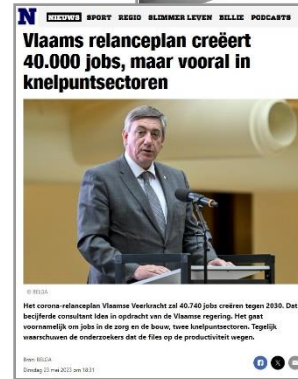 N NIEUWS SPORT REGIO SLIMMER LEVEN BILLIE PODCASTS
Vlaams relanceplan creëert
40.000 jobs, maar vooral in
knelpuntsectoren
© BELGA
Het corona-relanceplan Vlaamse Veerkracht zal 40.740 jobs creëren tegen 2030. Dat
becijferde consultant Idea in opdracht van de Vlaamse regering. Het gaat
voornamelijk om jobs in de zorg en de bouw, twee knelpuntsectoren. Tegelijk
waarschuwen de onderzoekers dat de files op de productiviteit wegen.
Bron: BELGA
Dinsdag 23 mei 2023 om 18:31